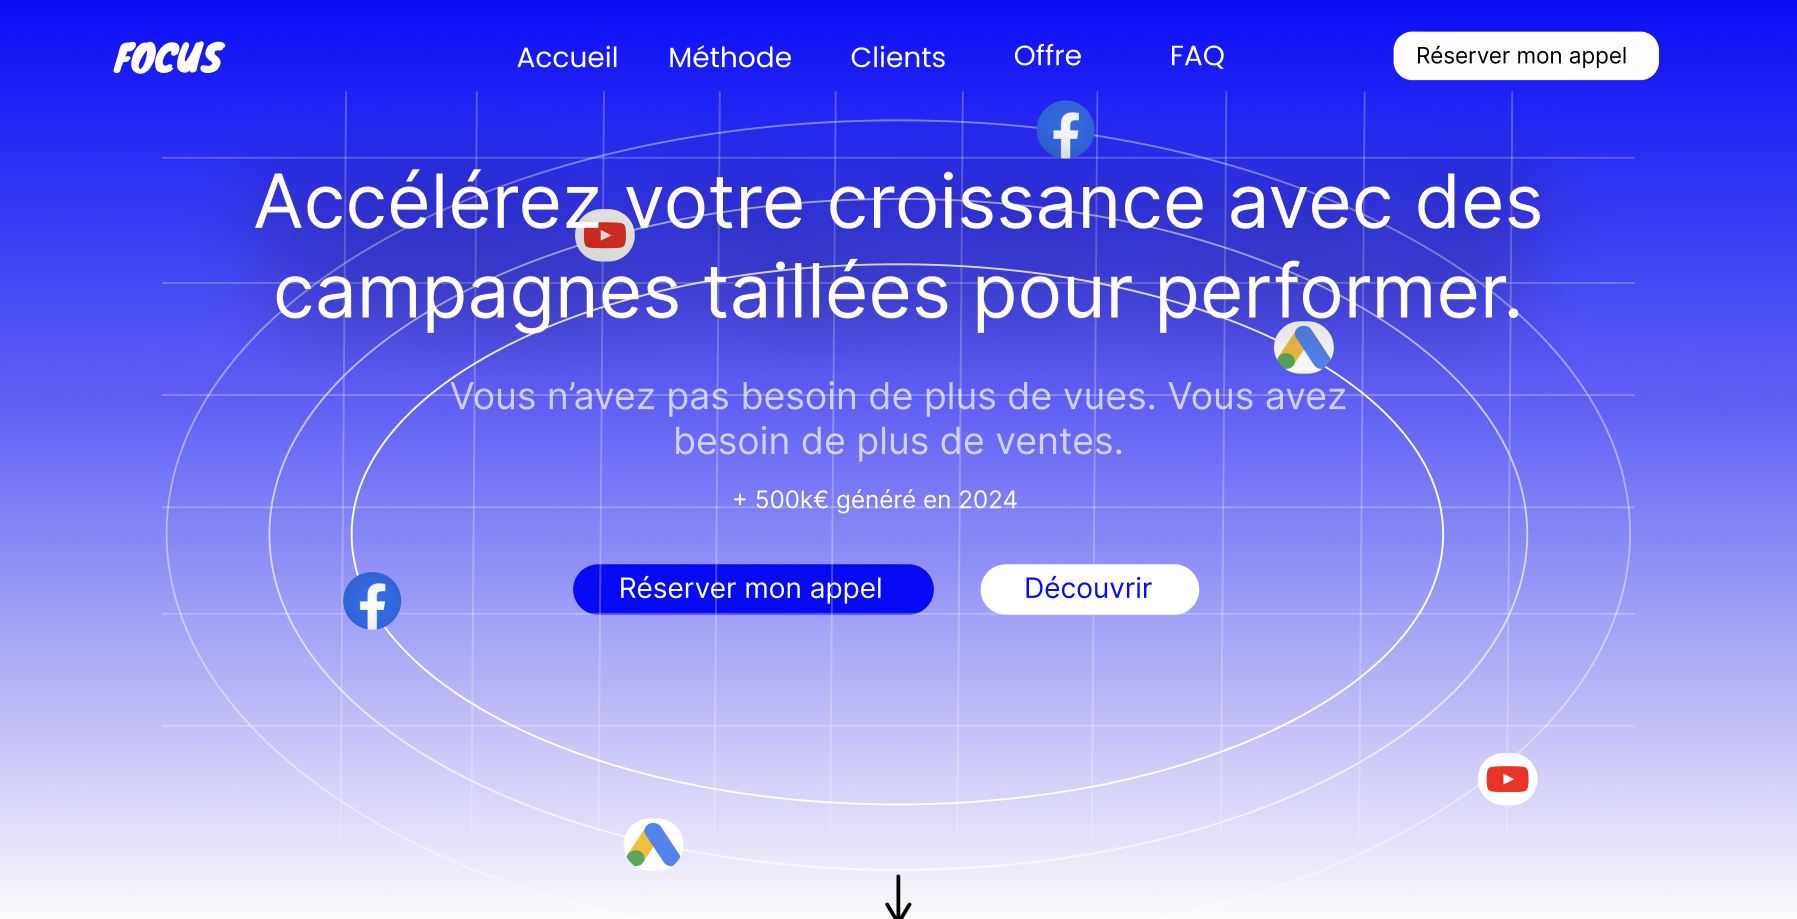 FOCUS
Accueil
Méthode
Clients
Offre
FAQ
Réserver mon appel
Accélérez votre croissance avec des
campagnes taillées pour performer.
Vous n’avez pas besoin de plus de vues. Vous avez
besoin de plus de ventes.
+ 500k€ généré en 2024
Réserver mon appel
Découvrir